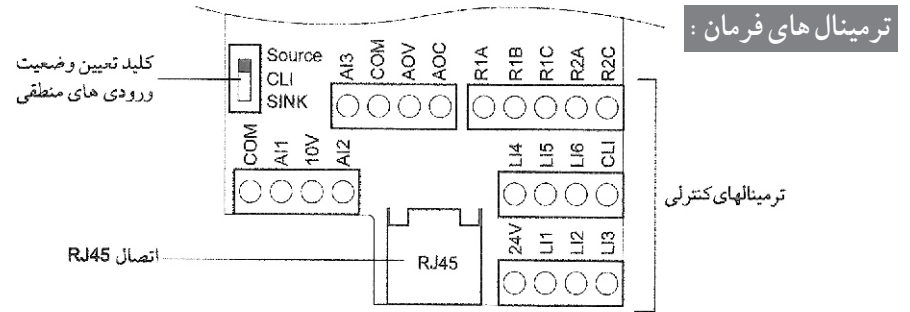 ترمینال های فرمان :
کلید تعیین وضعیت
ورودی های منطقی
Source
CLI
SINK
AI3
COM
AOV
AOC
R1A
R1B
R1C
R2A
R2C
COM
AI1
10V
AI2
LI4
LI5
LI6
CLI
ترمینالهای کنترلی
24V
LI1
LI2
LI3
اتصال RJ45
RJ45